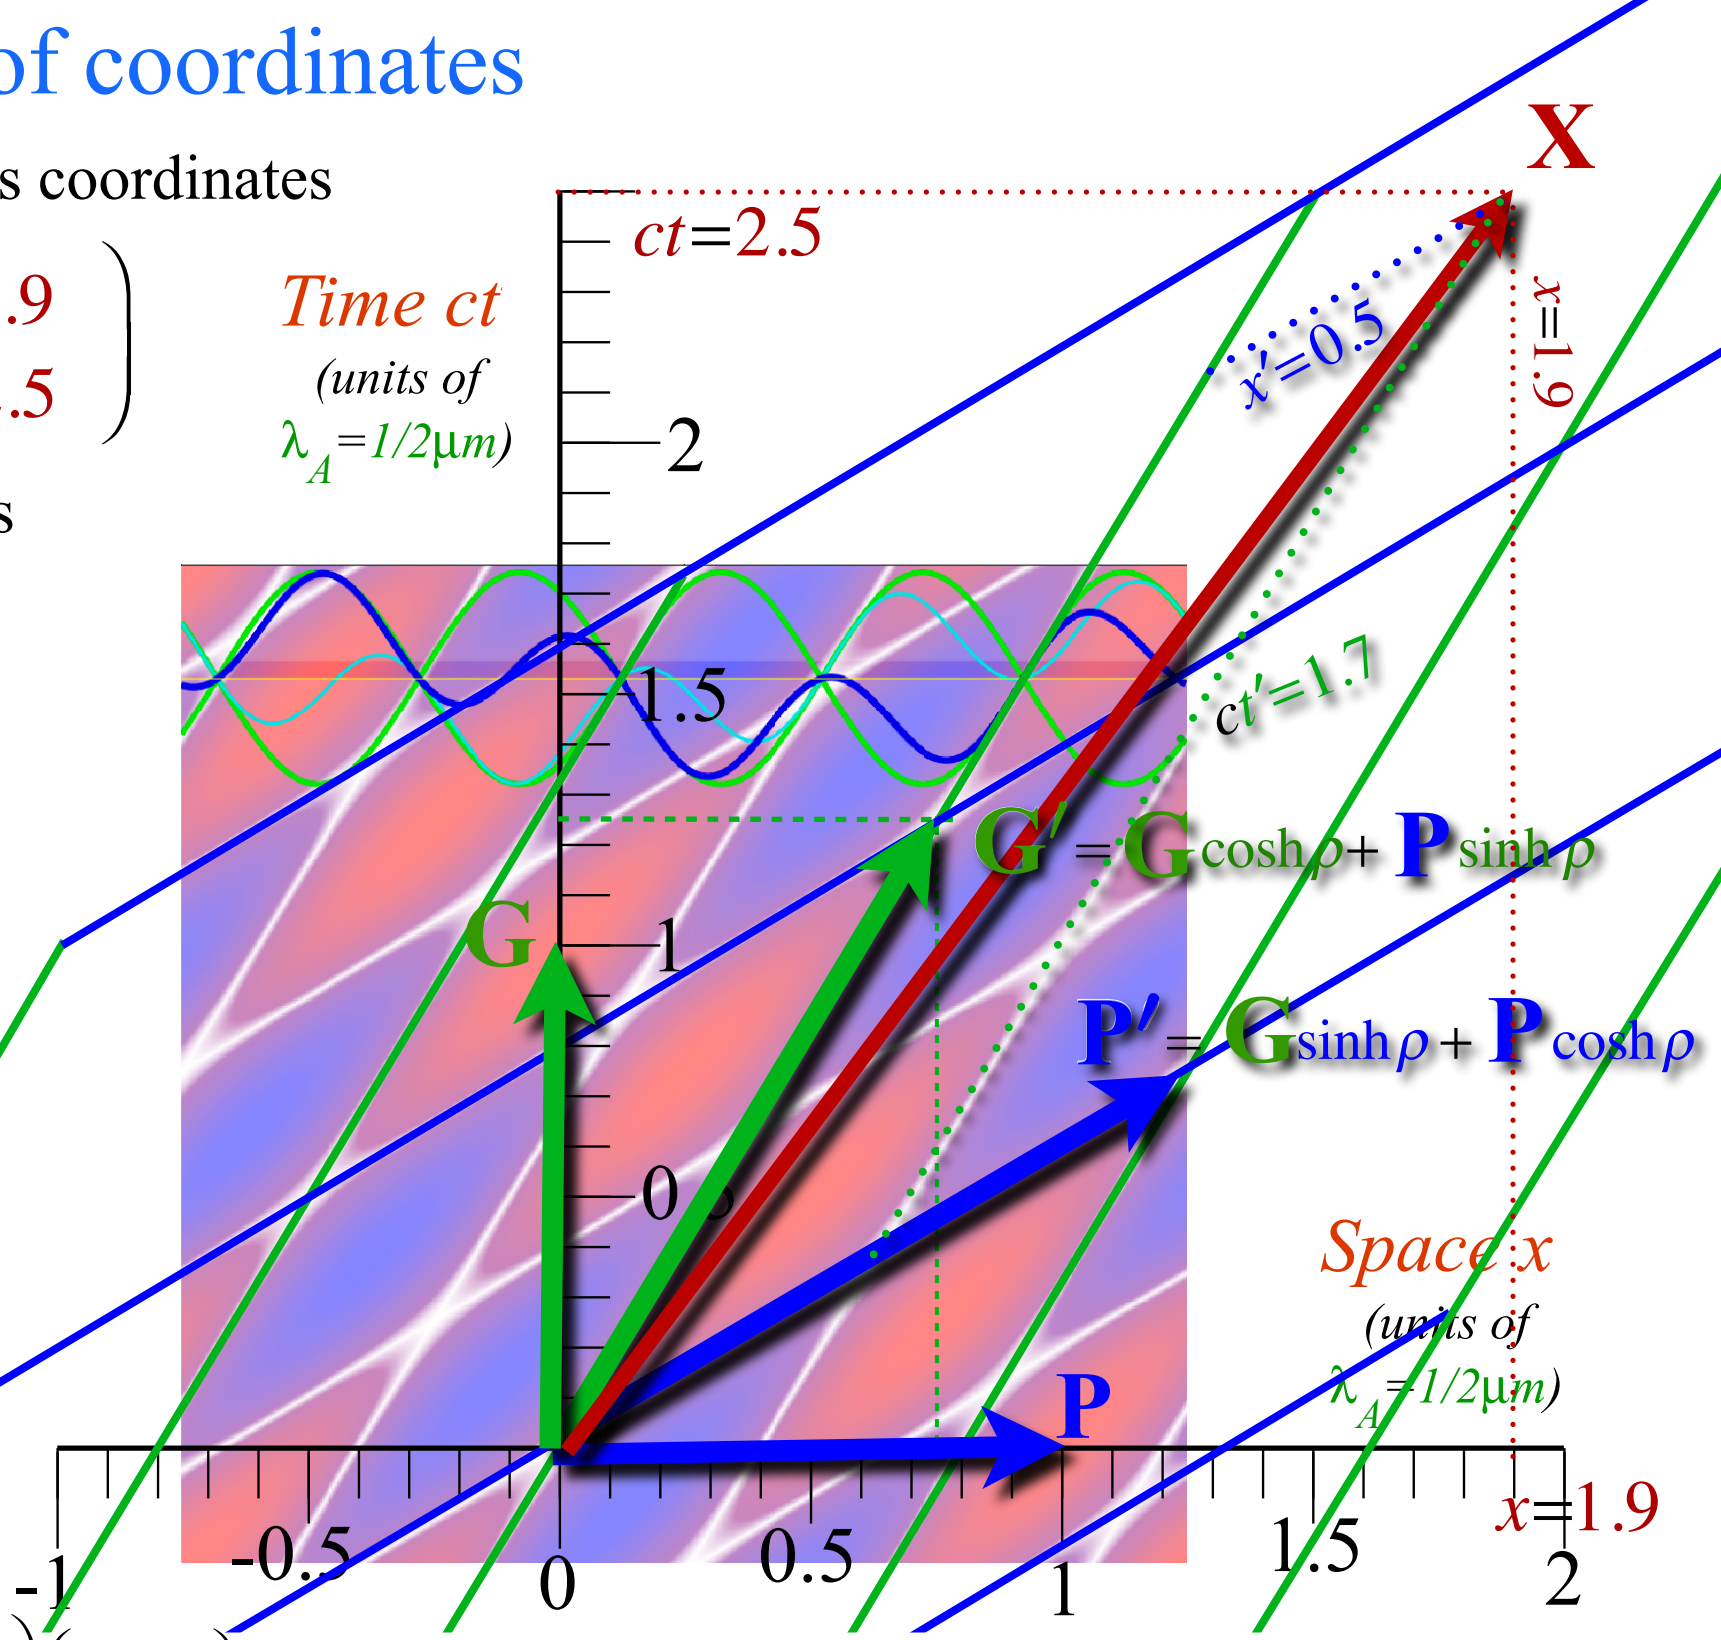 of coordinates
s coordinates
.9
.5
s
Time ct
(units of
λA=1/2μm)
ct=2.5
X
x=1.9
x′=0.5
2
1.5
ct′=1.7
G′ = G cosh ρ + P sinh ρ
G
1
P′ = G sinh ρ + P cosh ρ
0.5
Space x
(units of
λA=1/2μm)
P
x=1.9
-1
-0.5
0
0.5
1
1.5
2